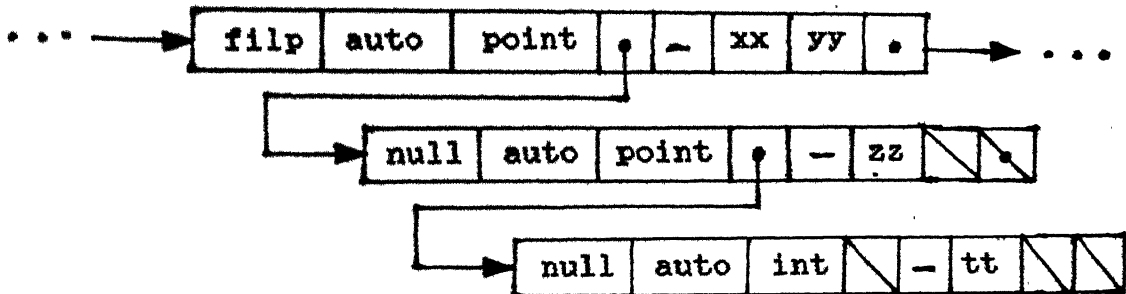 ... filp auto point - xx yy ...
null auto point - zz
null auto int - tt